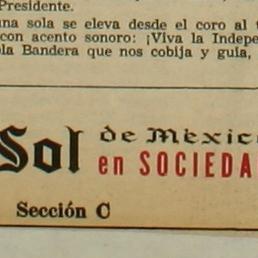 Presidente.
una sola se eleva desde el coro al
con acento sonoro: ¡Viva la Indepe
la Bandera que nos cobija y guía,
Sol de Méxic
en SOCIEDA
Sección C